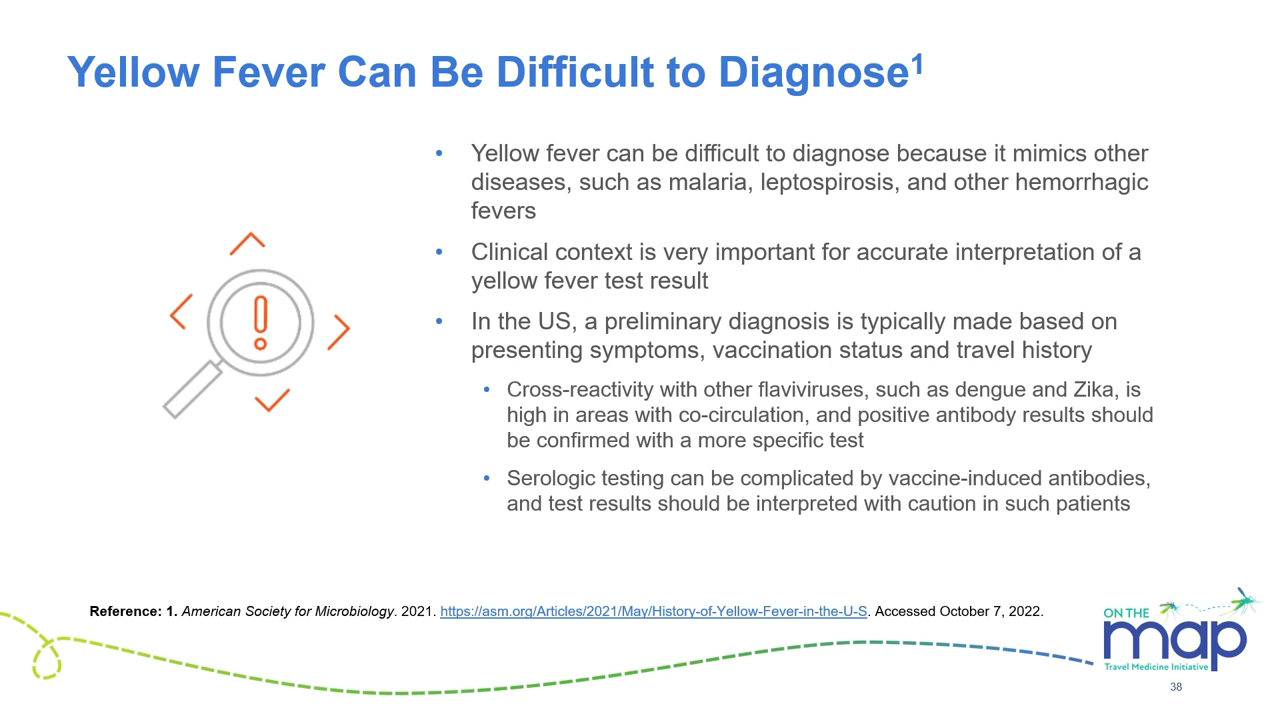 Yellow Fever Can Be Difficult to Diagnose¹
• Yellow fever can be difficult to diagnose because it mimics other
diseases, such as malaria, leptospirosis, and other hemorrhagic
fevers
• Clinical context is very important for accurate interpretation of a
yellow fever test result
• In the US, a preliminary diagnosis is typically made based on
presenting symptoms, vaccination status and travel history
• Cross-reactivity with other flaviviruses, such as dengue and Zika, is
high in areas with co-circulation, and positive antibody results should
be confirmed with a more specific test
• Serologic testing can be complicated by vaccine-induced antibodies,
and test results should be interpreted with caution in such patients
Reference: 1. American Society for Microbiology. 2021. https://asm.org/Articles/2021/May/History-of-Yellow-Fever-in-the-U-S. Accessed October 7, 2022.
ON THE
map
Travel Medicine Initiative
38